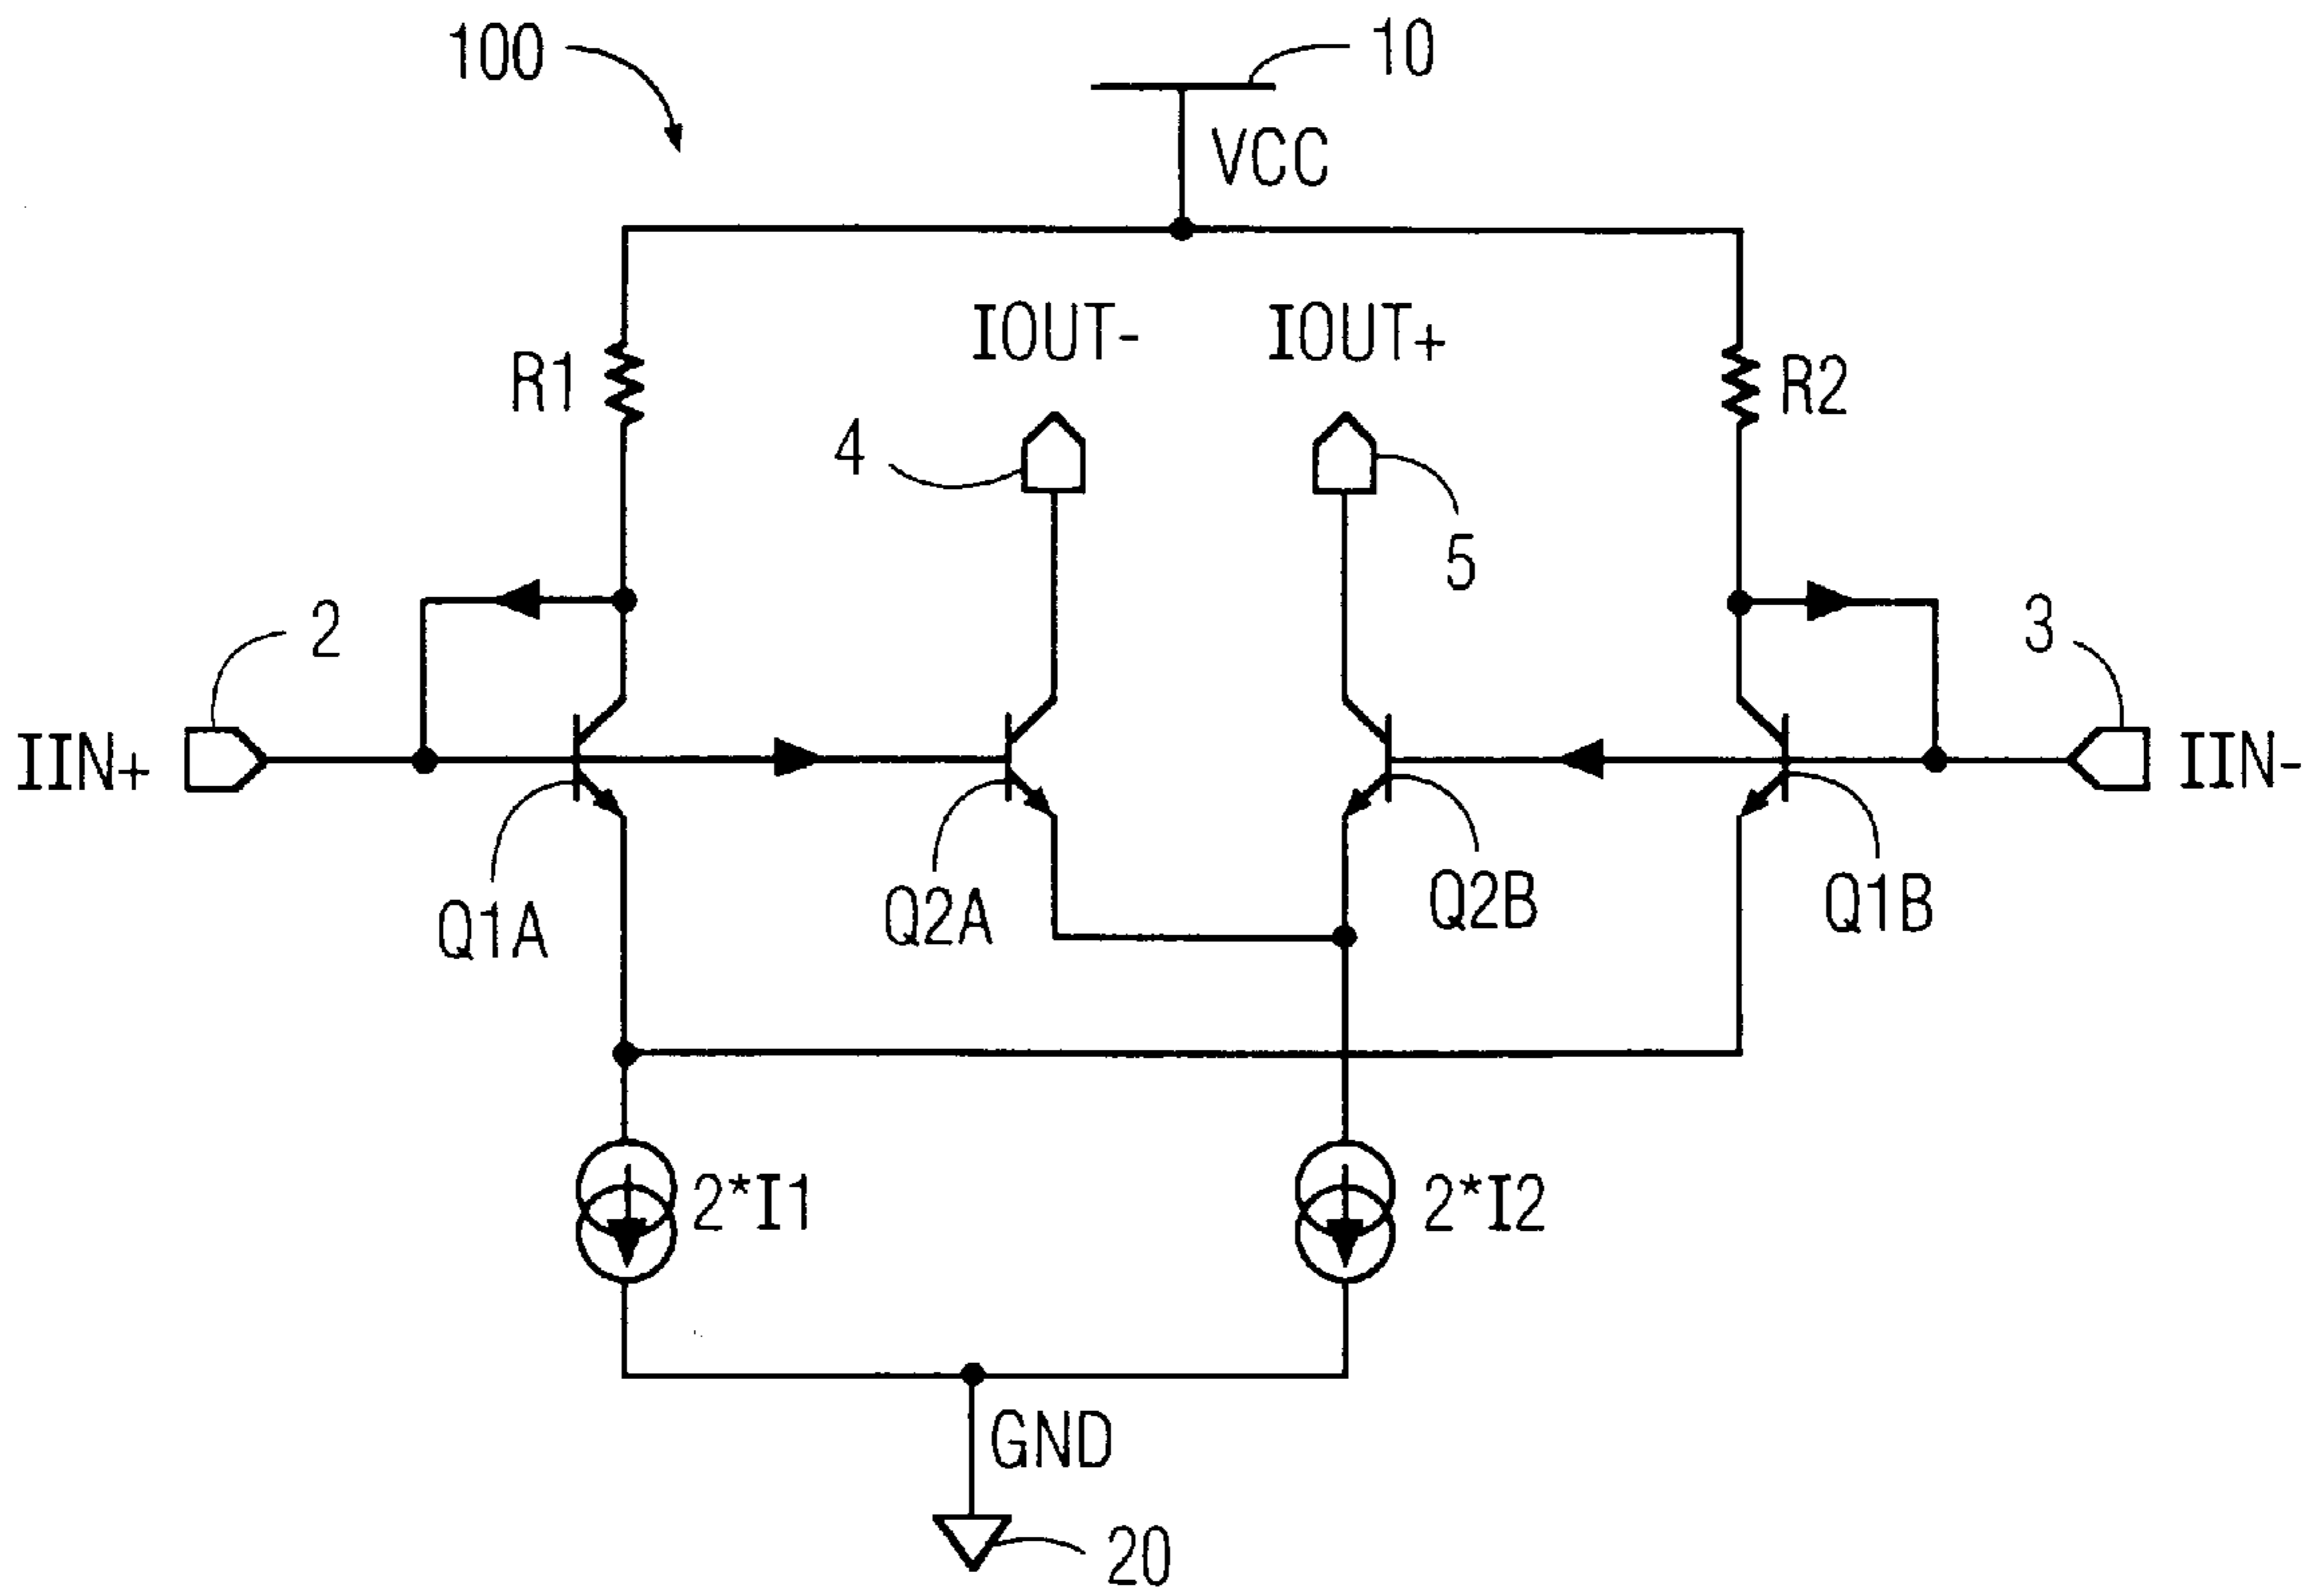 100
10
VCC
IOUT-
IOUT+
R1
R2
4
5
2
3
IIN+
IIN-
Q1A
Q2A
Q2B
Q1B
2*I1
2*I2
GND
20